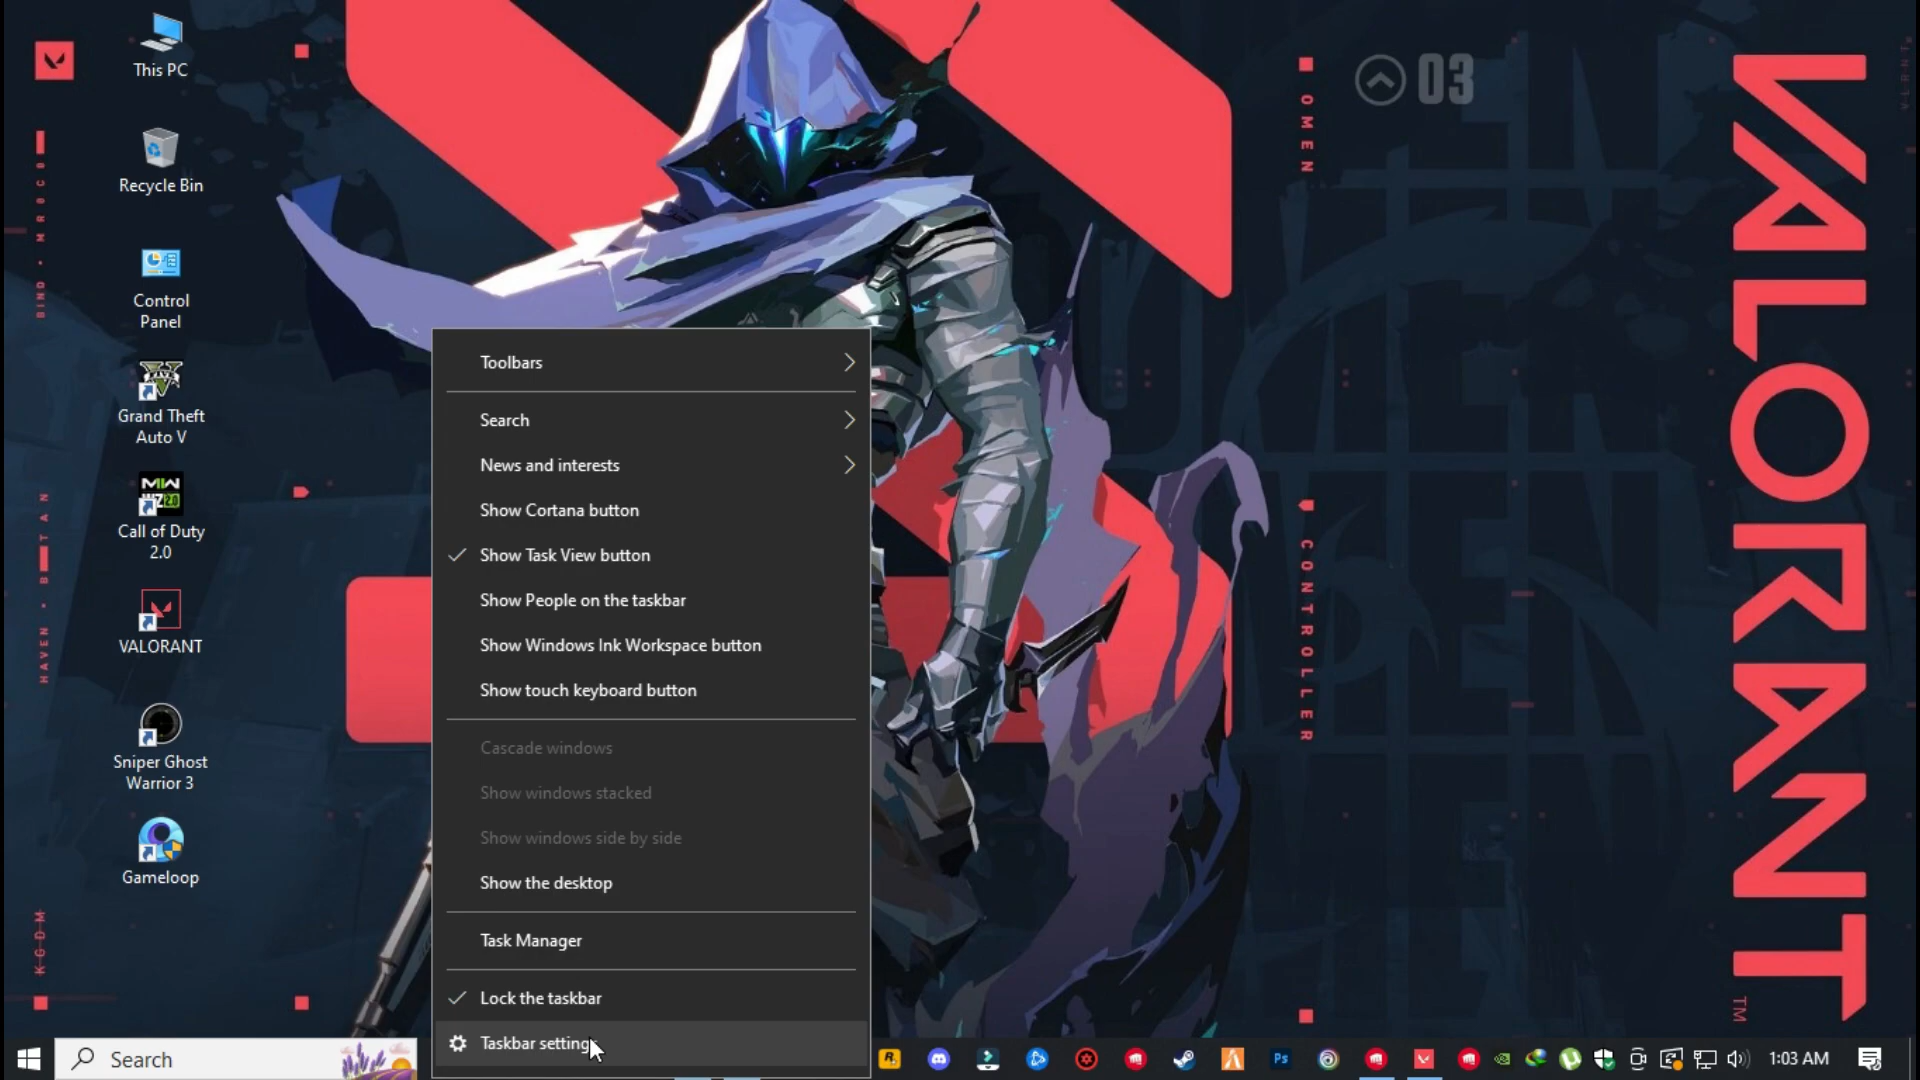 This PC
Recycle Bin
Control
Panel
Grand Theft
Auto V
Call of Duty
2.0
VALORANT
Sniper Ghost
Warrior 3
Gameloop
HAVEN
KGDM
03
OMEN
CONTROLLER
VALORANT
TM
Toolbars
Search
News and interests
Show Cortana button
Show Task View button
Show People on the taskbar
Show Windows Ink Workspace button
Show touch keyboard button
Cascade windows
Show windows stacked
Show windows side by side
Show the desktop
Task Manager
Lock the taskbar
Taskbar settings
Search
Ps
1:03 AM